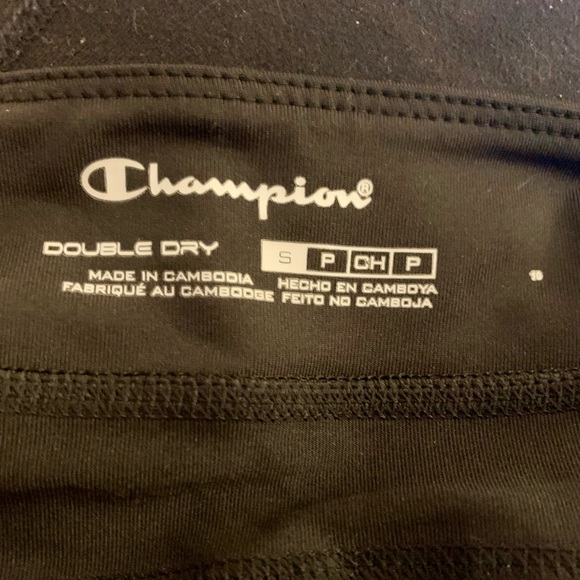 Champion®
DOUBLE DRY S P CH P
MADE IN CAMBODIA HECHO EN CAMBOYA
FABRIQUÉ AU CAMBODGE FEITO NO CAMBOJA